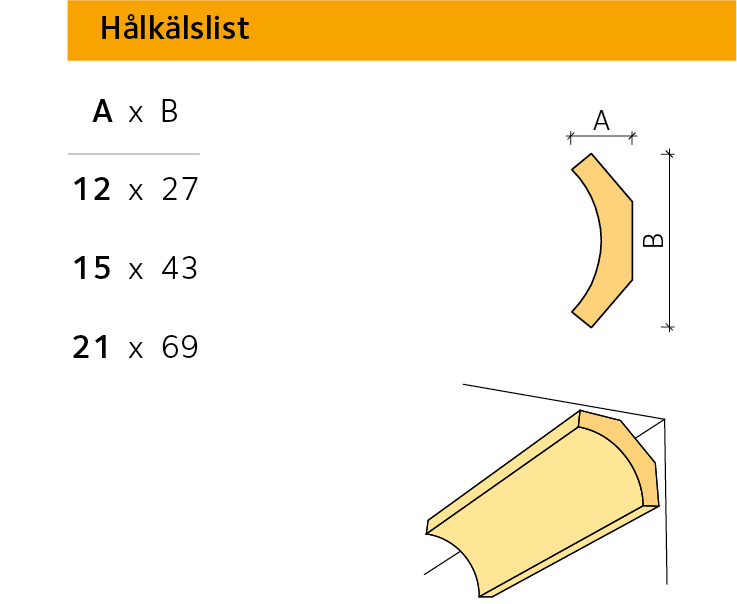 Hålkälslist
A x B
12 x 27
15 x 43
21 x 69
A
B